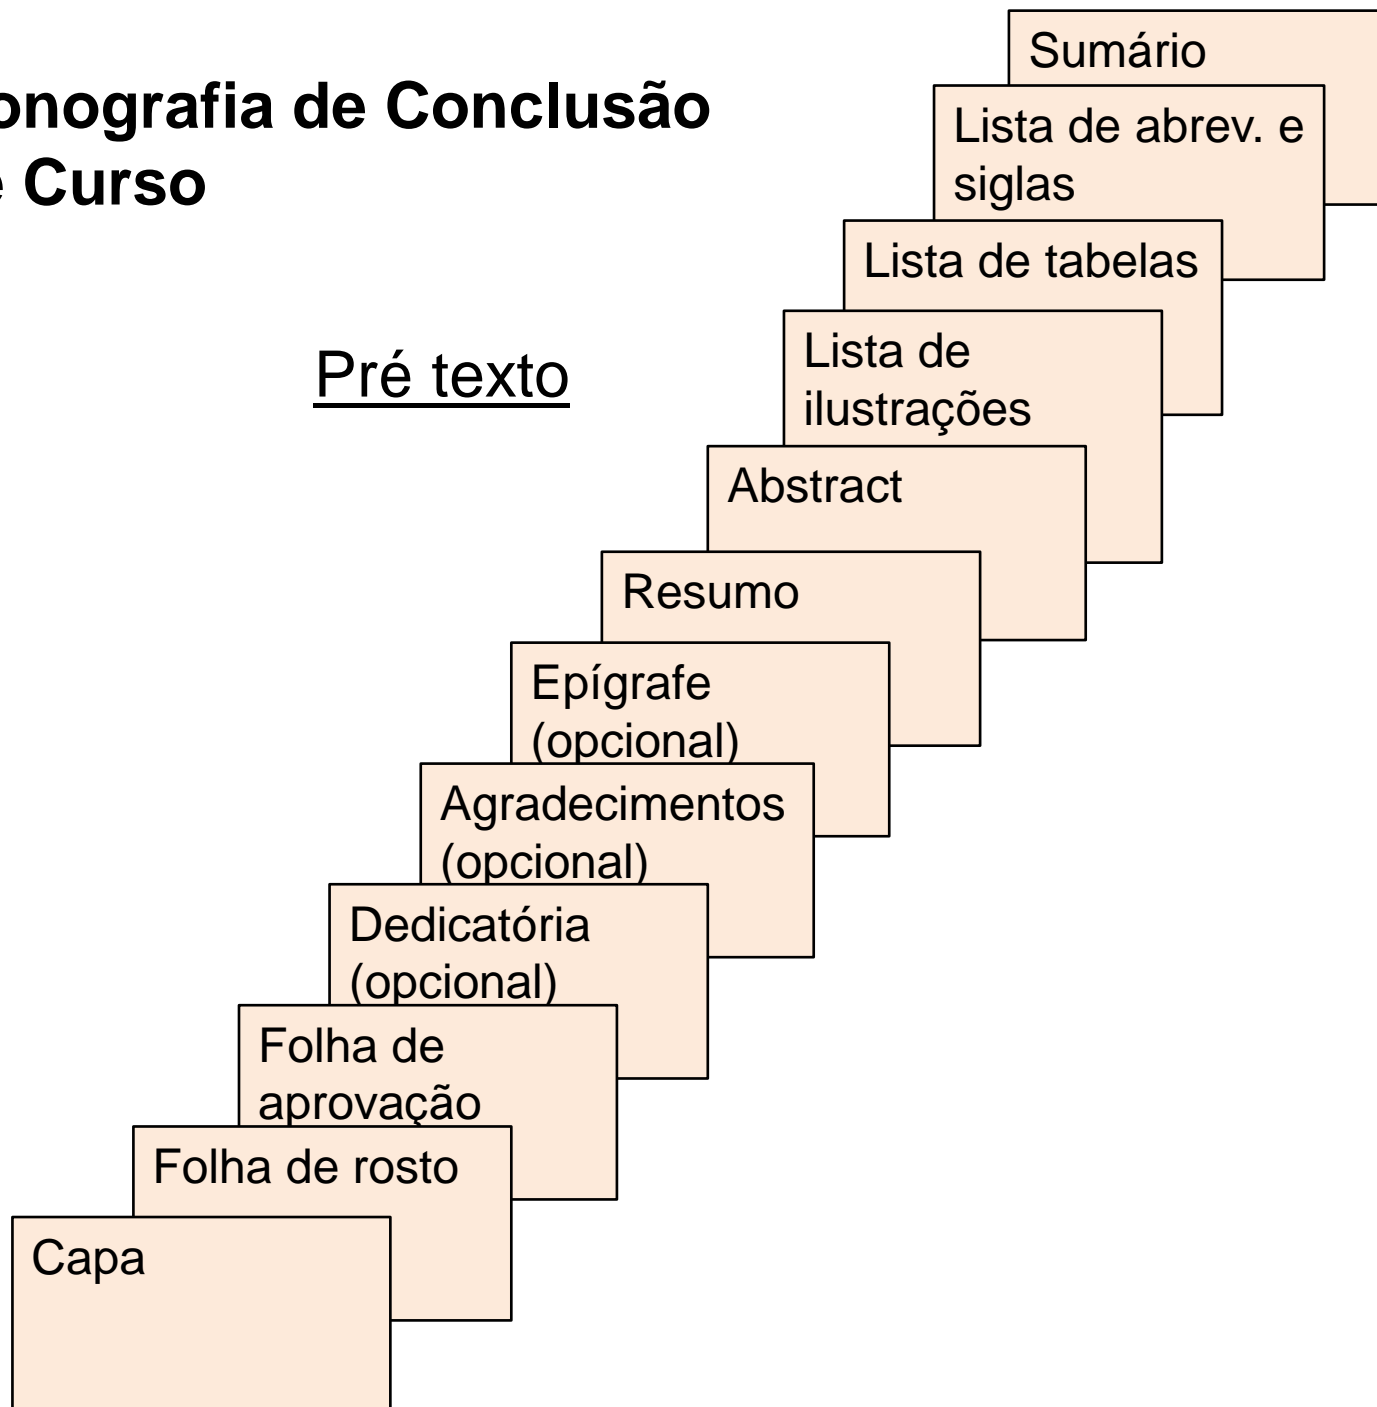 onografia de Conclusão
e Curso
Pré texto
Sumário
Lista de abrev. e
siglas
Lista de tabelas
Lista de
ilustrações
Abstract
Resumo
Epígrafe
(opcional)
Agradecimentos
(opcional)
Dedicatória
(opcional)
Folha de
aprovação
Folha de rosto
Capa